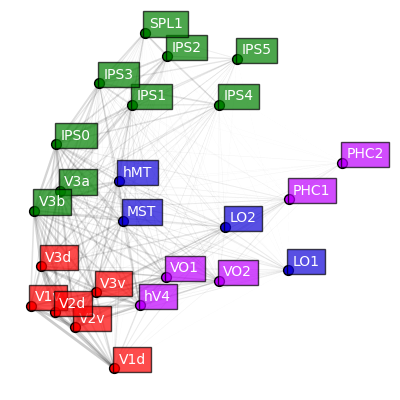 SPL1
IPS2
IPS5
IPS3
IPS1
IPS4
IPS0
PHC2
hMT
V3a
PHC1
V3b
MST
LO2
V3d
LO1
VO1
VO2
V3v
hV4
V2d
V2v
V1d